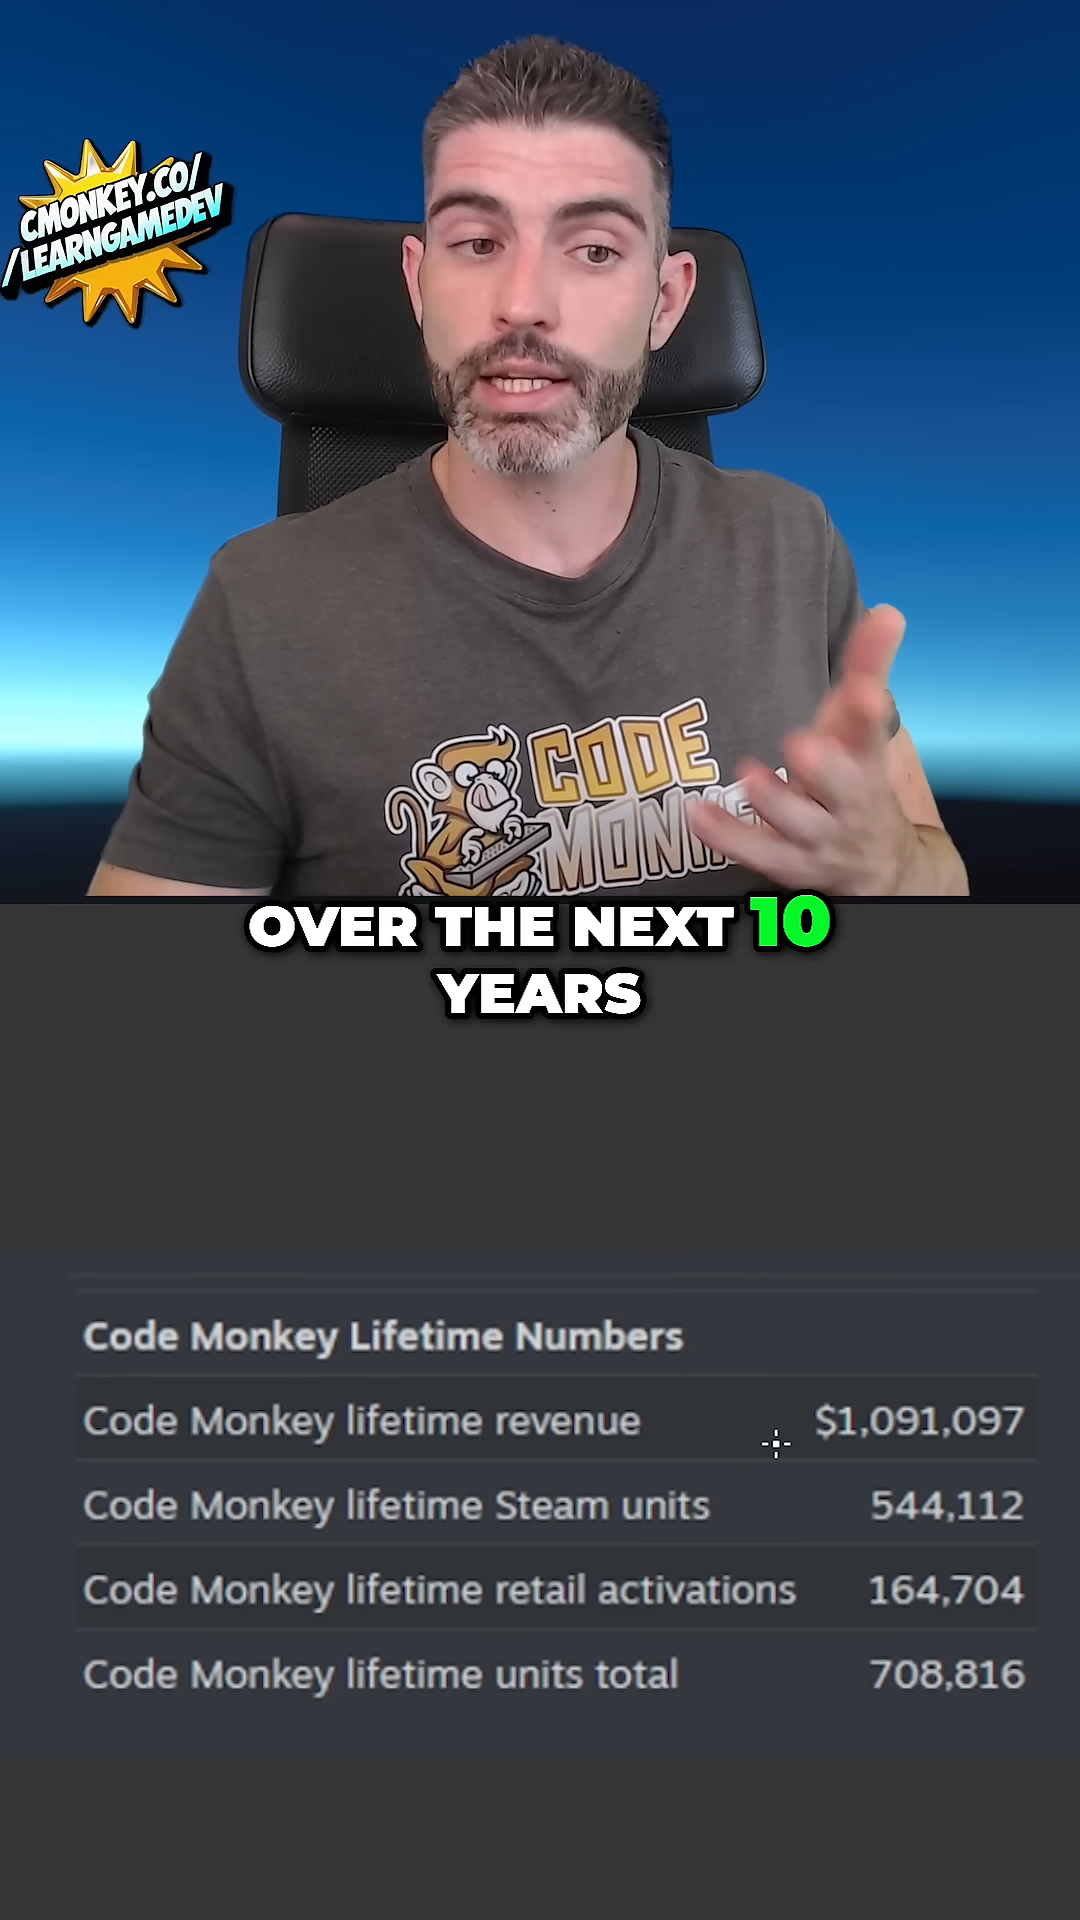 CMONKEY.CO/
/LEARNGAMEDEV
CODE
MONKEY
OVER THE NEXT 10
YEARS
Code Monkey Lifetime Numbers
Code Monkey lifetime revenue $1,091,097
Code Monkey lifetime Steam units 544,112
Code Monkey lifetime retail activations 164,704
Code Monkey lifetime units total 708,816